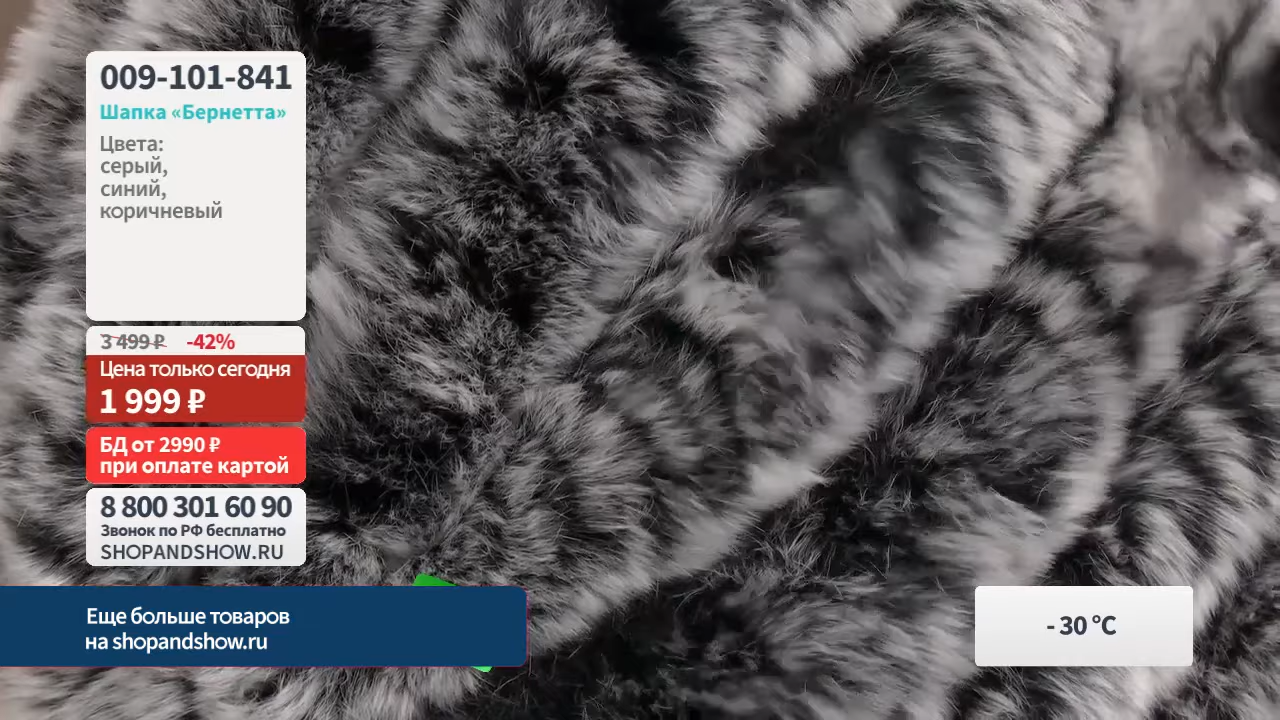 009-101-841
Шапка «Бернетта»
Цвета:
серый,
синий,
коричневый
3 499 ₽ -42%
Цена только сегодня
1 999 ₽
БД от 2990 ₽
при оплате картой
8 800 301 60 90
Звонок по РФ бесплатно
SHOPANDSHOW.RU
Еще больше товаров
на shopandshow.ru
- 30 °C